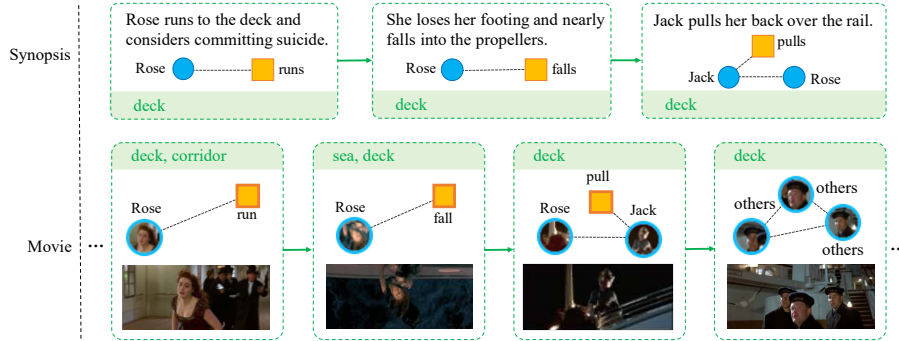 Synopsis
Rose runs to the deck and
considers committing suicide.
Rose
runs
deck
She loses her footing and nearly
falls into the propellers.
Rose
falls
deck
Jack pulls her back over the rail.
pulls
Jack
Rose
deck
Movie
...
deck, corridor
Rose
run
sea, deck
Rose
fall
deck
pull
Rose
Jack
deck
others
others
others
...